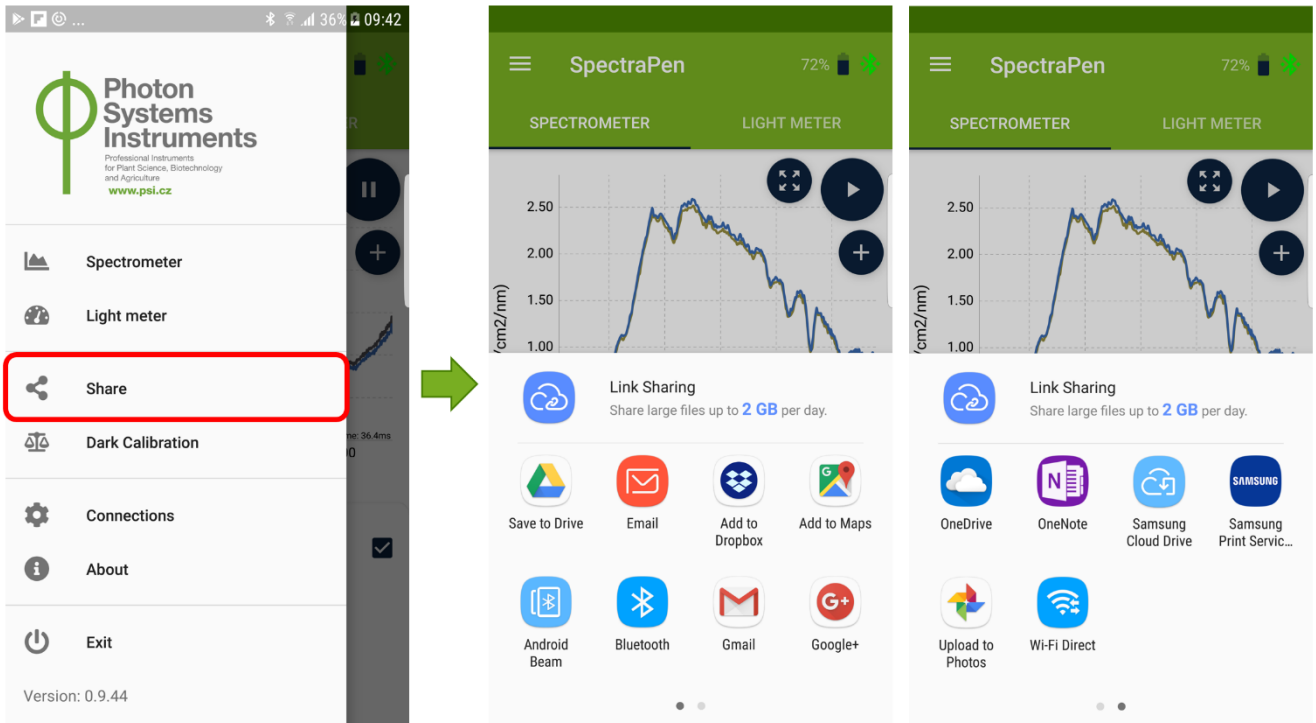 ... 36% 09:42
Photon
Systems
Instruments
Professional Instruments
for Plant Science, Biotechnology
and Agriculture
www.psi.cz
R
Spectrometer
Light meter
Share
Dark Calibration
me: 36.4ms
0
Connections
About
Exit
Version: 0.9.44
SpectraPen 72%
SPECTROMETER LIGHT METER
2.50
2.00
1.50
1.00
/cm2/nm)
Link Sharing
Share large files up to 2 GB per day.
Save to Drive Email Add to Dropbox Add to Maps
Android Beam Bluetooth Gmail Google+
SpectraPen 72%
SPECTROMETER LIGHT METER
2.50
2.00
1.50
1.00
/cm2/nm)
Link Sharing
Share large files up to 2 GB per day.
OneDrive OneNote Samsung Cloud Drive SAMSUNG Samsung Print Servic...
Upload to Photos Wi-Fi Direct